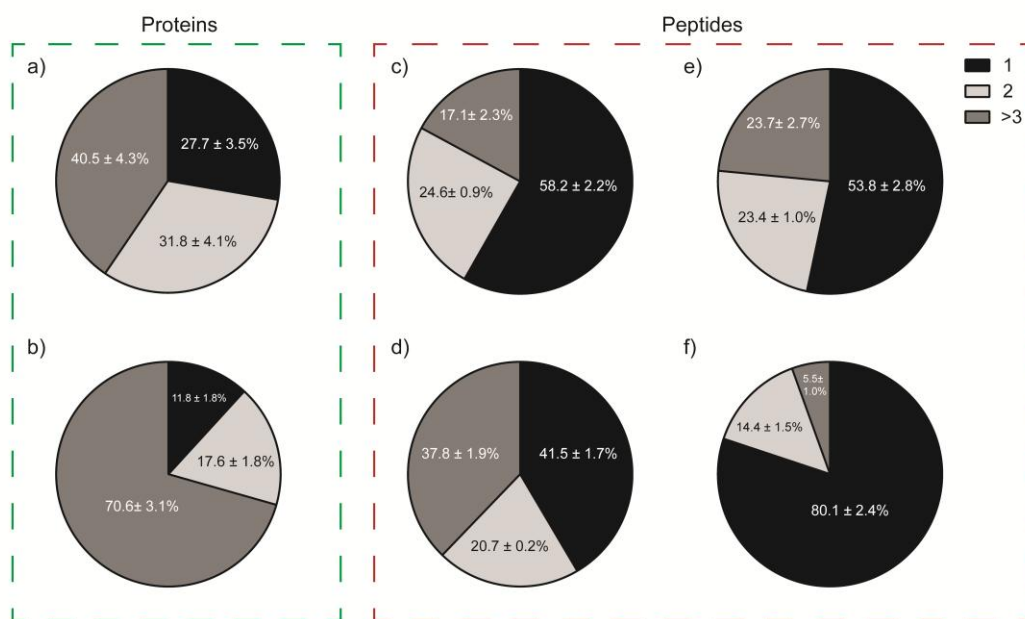 Proteins
Peptides
a)
27.7 ± 3.5%
31.8 ± 4.1%
40.5 ± 4.3%
c)
17.1± 2.3%
24.6± 0.9%
58.2 ± 2.2%
e)
23.7± 2.7%
23.4 ± 1.0%
53.8 ± 2.8%
1
2
>3
b)
11.8 ± 1.8%
17.6 ± 1.8%
70.6± 3.1%
d)
37.8 ± 1.9%
41.5 ± 1.7%
20.7 ± 0.2%
f)
5.5±
1.0%
14.4 ± 1.5%
80.1 ± 2.4%